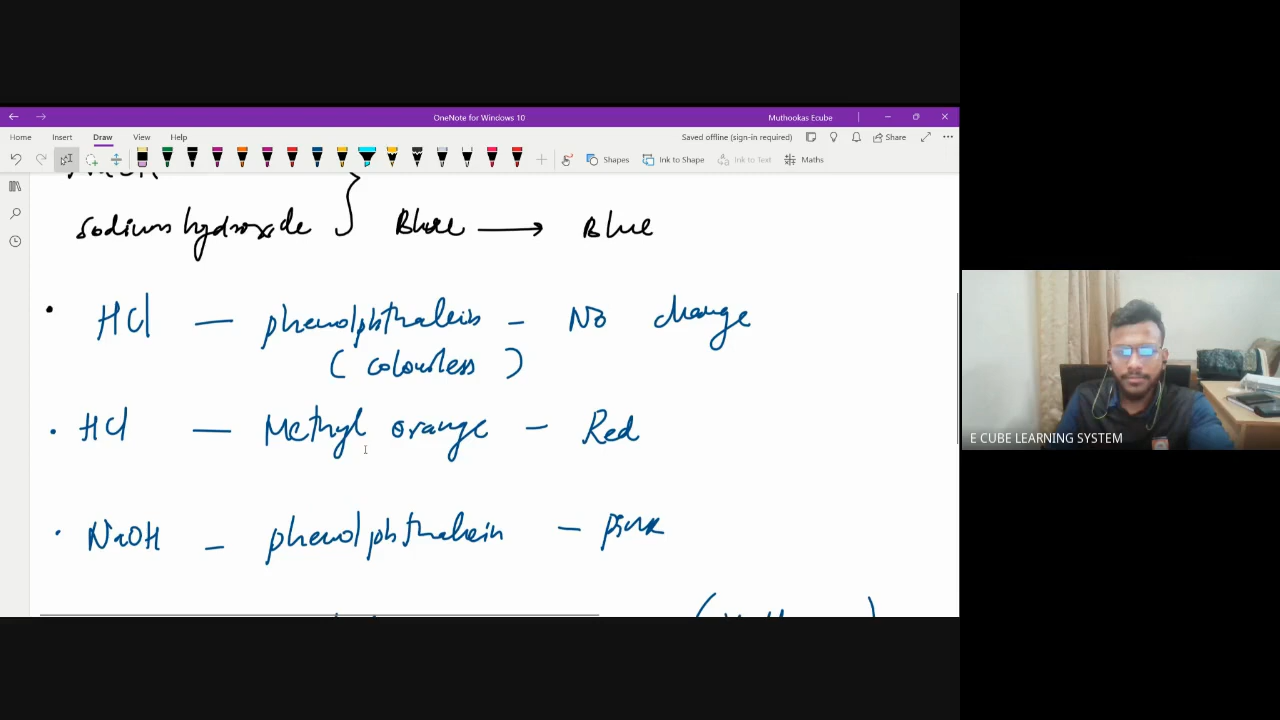 OneNote for Windows 10
Muthookas Ecube
Home Insert Draw View Help
Saved offline (sign-in required)
Share
Shapes
Ink to Shape
Ink to Text
Maths
Sodium hydroxide } Blue → Blue
• HCl — phenolphthalein – No change
(colourless)
• HCl — Methyl orange – Red
• NaOH – phenolphthalein – pink
E CUBE LEARNING SYSTEM